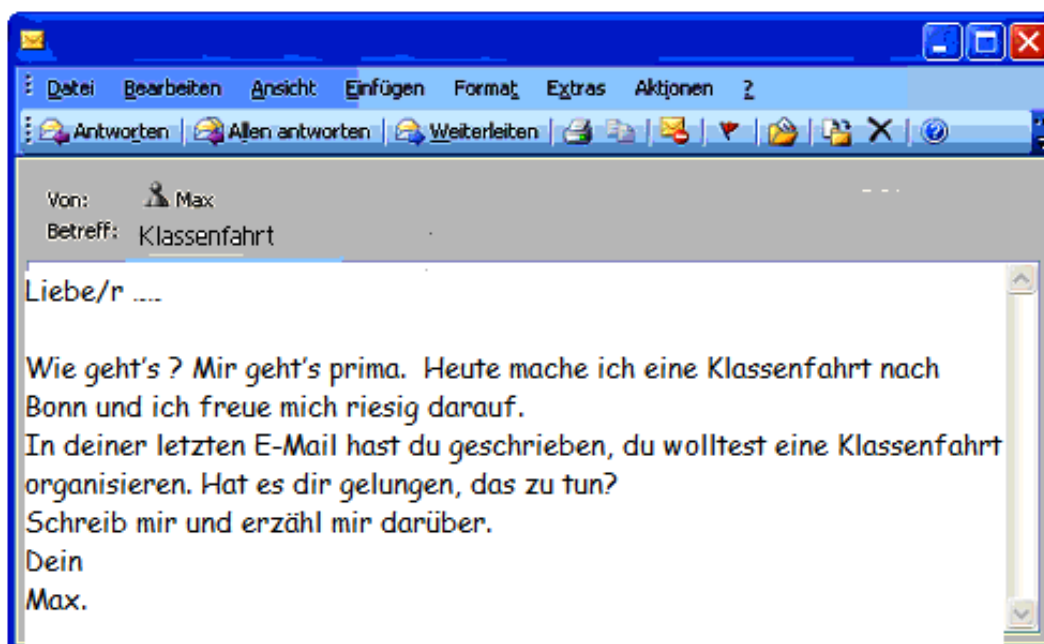 Datei Bearbeiten Ansicht Einfügen Format Extras Aktionen ?
Antworten Allen antworten Weiterleiten
Von: Max
Betreff: Klassenfahrt
Liebe/r .....
Wie geht's ? Mir geht's prima. Heute mache ich eine Klassenfahrt nach
Bonn und ich freue mich riesig darauf.
In deiner letzten E-Mail hast du geschrieben, du wolltest eine Klassenfahrt
organisieren. Hat es dir gelungen, das zu tun?
Schreib mir und erzähl mir darüber.
Dein
Max.